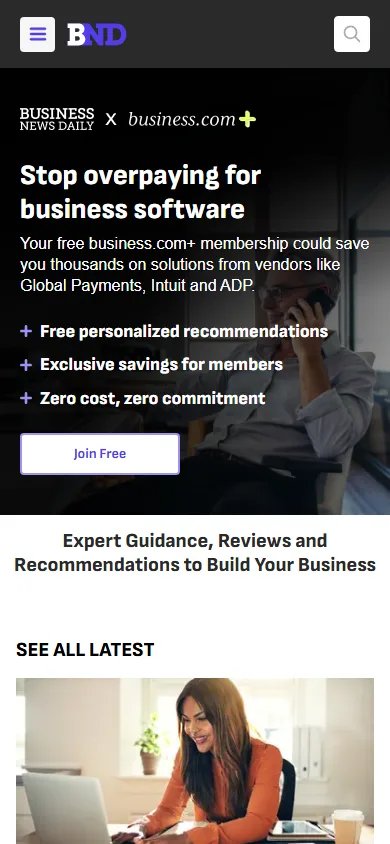 BND
BUSINESS
NEWS DAILY
x
business.com+
Stop overpaying for
business software
Your free business.com+ membership could save
you thousands on solutions from vendors like
Global Payments, Intuit and ADP.
+ Free personalized recommendations
+ Exclusive savings for members
+ Zero cost, zero commitment
Join Free
Expert Guidance, Reviews and
Recommendations to Build Your Business
SEE ALL LATEST